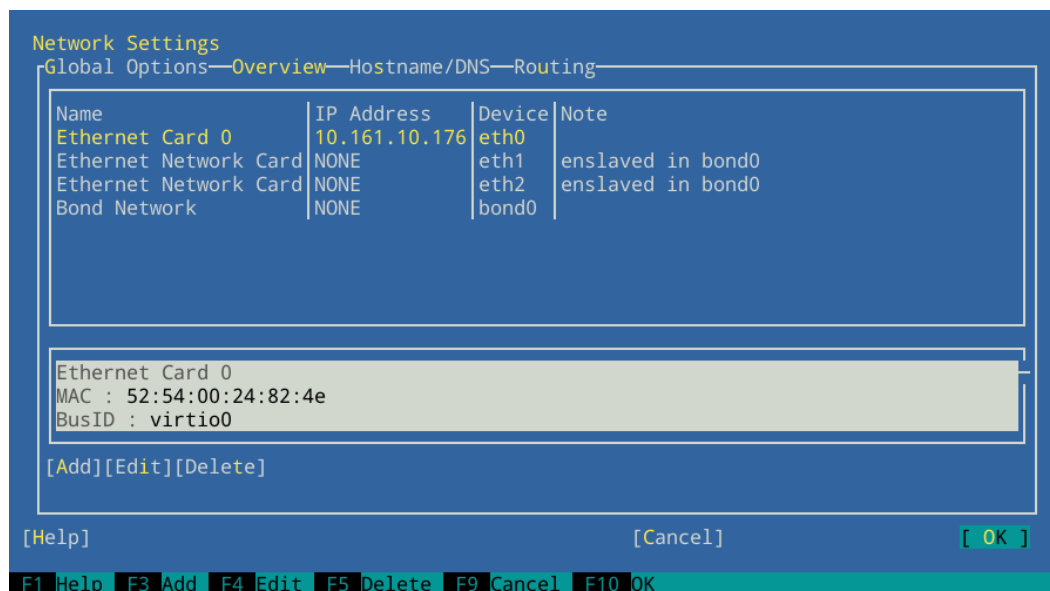 Network Settings
Global Options Overview Hostname/DNS Routing
Name IP Address Device Note
Ethernet Card 0 10.161.10.176 eth0
Ethernet Network Card NONE eth1 enslaved in bond0
Ethernet Network Card NONE eth2 enslaved in bond0
Bond Network NONE bond0
Ethernet Card 0
MAC : 52:54:00:24:82:4e
BusID : virtio0
[Add][Edit][Delete]
[Help] [Cancel] [ OK ]
F1 Help F3 Add F4 Edit F5 Delete F9 Cancel F10 OK